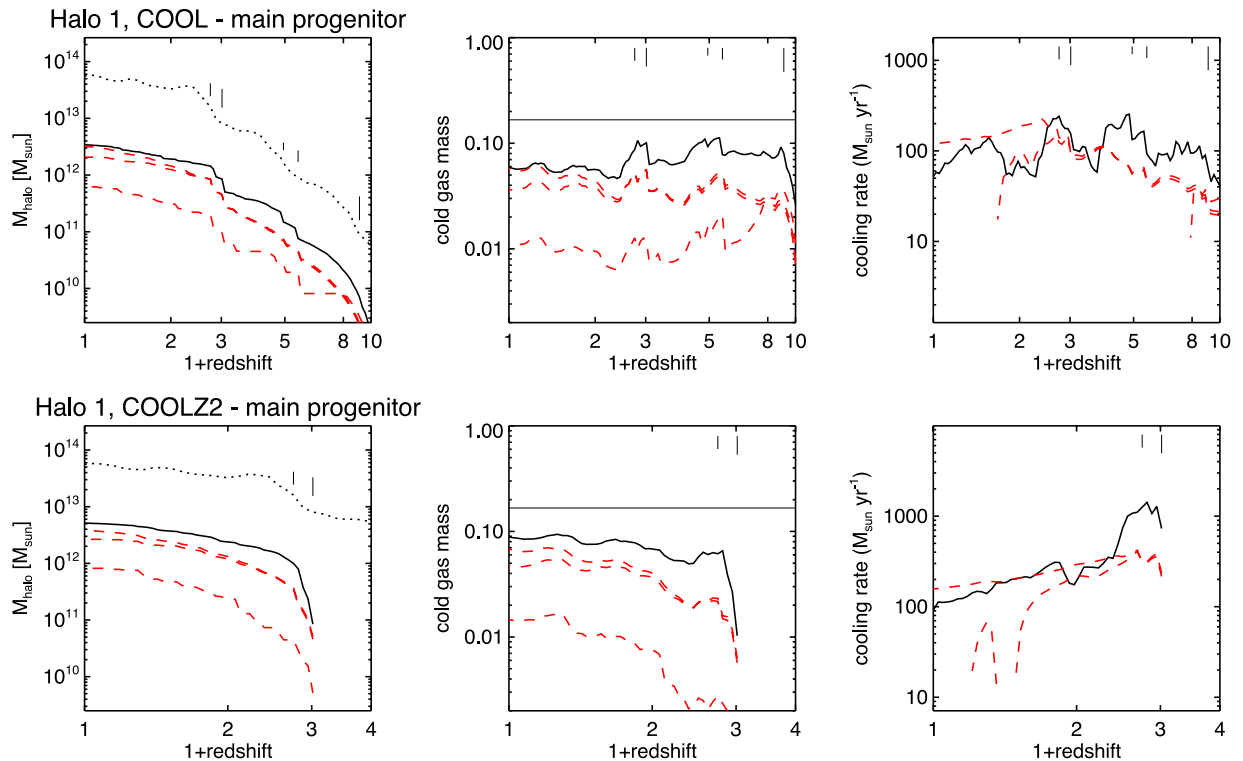 Halo 1, COOL - main progenitor
M_halo [M_sun]
10^14
10^13
10^12
10^11
10^10
1 2 3 5 8 10
1+redshift
cold gas mass
1.00
0.10
0.01
1 2 3 5 8 10
1+redshift
cooling rate (M_sun yr^-1)
1000
100
10
1 2 3 5 8 10
1+redshift
Halo 1, COOLZ2 - main progenitor
M_halo [M_sun]
10^14
10^13
10^12
10^11
10^10
1 2 3 4
1+redshift
cold gas mass
1.00
0.10
0.01
1 2 3 4
1+redshift
cooling rate (M_sun yr^-1)
1000
100
10
1 2 3 4
1+redshift